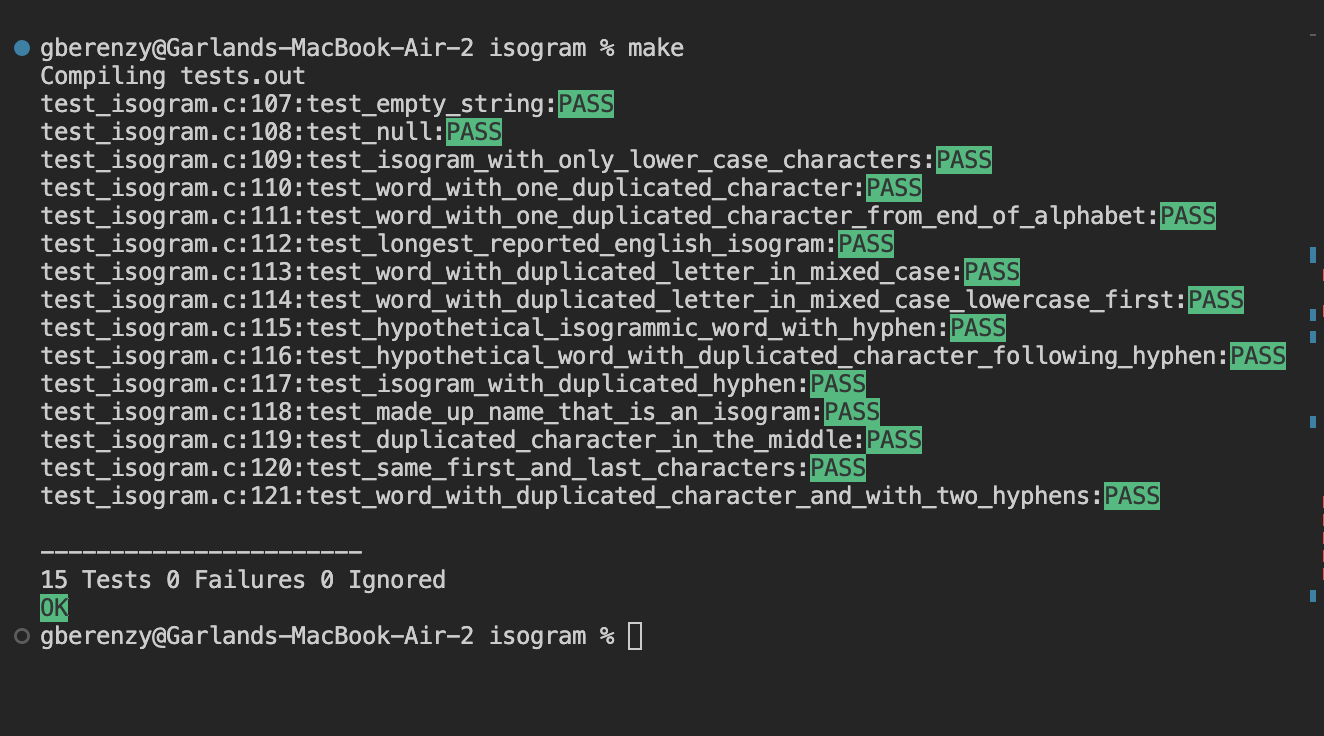 gberenzy@Garlands-MacBook-Air-2 isogram % make
Compiling tests.out
test_isogram.c:107:test_empty_string:PASS
test_isogram.c:108:test_null:PASS
test_isogram.c:109:test_isogram_with_only_lower_case_characters:PASS
test_isogram.c:110:test_word_with_one_duplicated_character:PASS
test_isogram.c:111:test_word_with_one_duplicated_character_from_end_of_alphabet:PASS
test_isogram.c:112:test_longest_reported_english_isogram:PASS
test_isogram.c:113:test_word_with_duplicated_letter_in_mixed_case:PASS
test_isogram.c:114:test_word_with_duplicated_letter_in_mixed_case_lowercase_first:PASS
test_isogram.c:115:test_hypothetical_isogrammic_word_with_hyphen:PASS
test_isogram.c:116:test_hypothetical_word_with_duplicated_character_following_hyphen:PASS
test_isogram.c:117:test_isogram_with_duplicated_hyphen:PASS
test_isogram.c:118:test_made_up_name_that_is_an_isogram:PASS
test_isogram.c:119:test_duplicated_character_in_the_middle:PASS
test_isogram.c:120:test_same_first_and_last_characters:PASS
test_isogram.c:121:test_word_with_duplicated_character_and_with_two_hyphens:PASS
-----------------------
15 Tests 0 Failures 0 Ignored
OK
gberenzy@Garlands-MacBook-Air-2 isogram %